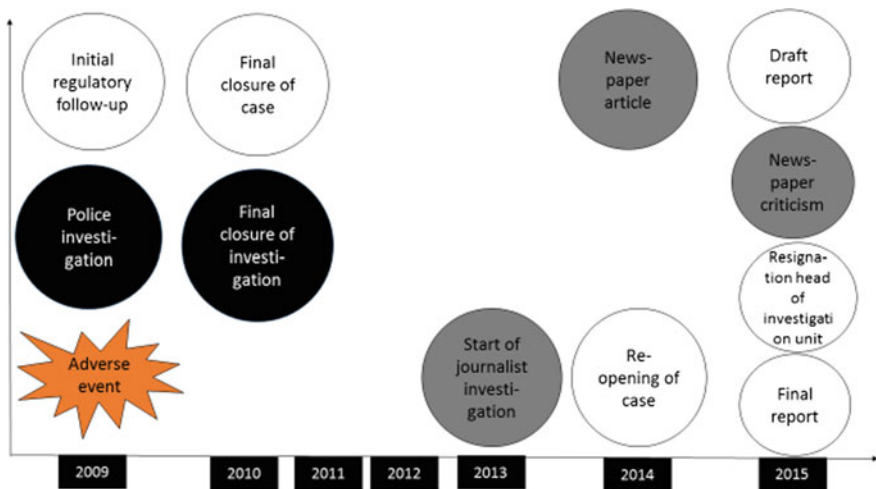 Initial
regulatory
follow-up
Final
closure of
case
News-
paper
article
Draft
report
Police
investi-
gation
Final
closure of
investi-
gation
News-
paper
criticism
Adverse
event
Start of
journalist
investi-
gation
Re-
opening of
case
Resigna-
tion head
of
investigati
on unit
Final
report
2009
2010
2011
2012
2013
2014
2015